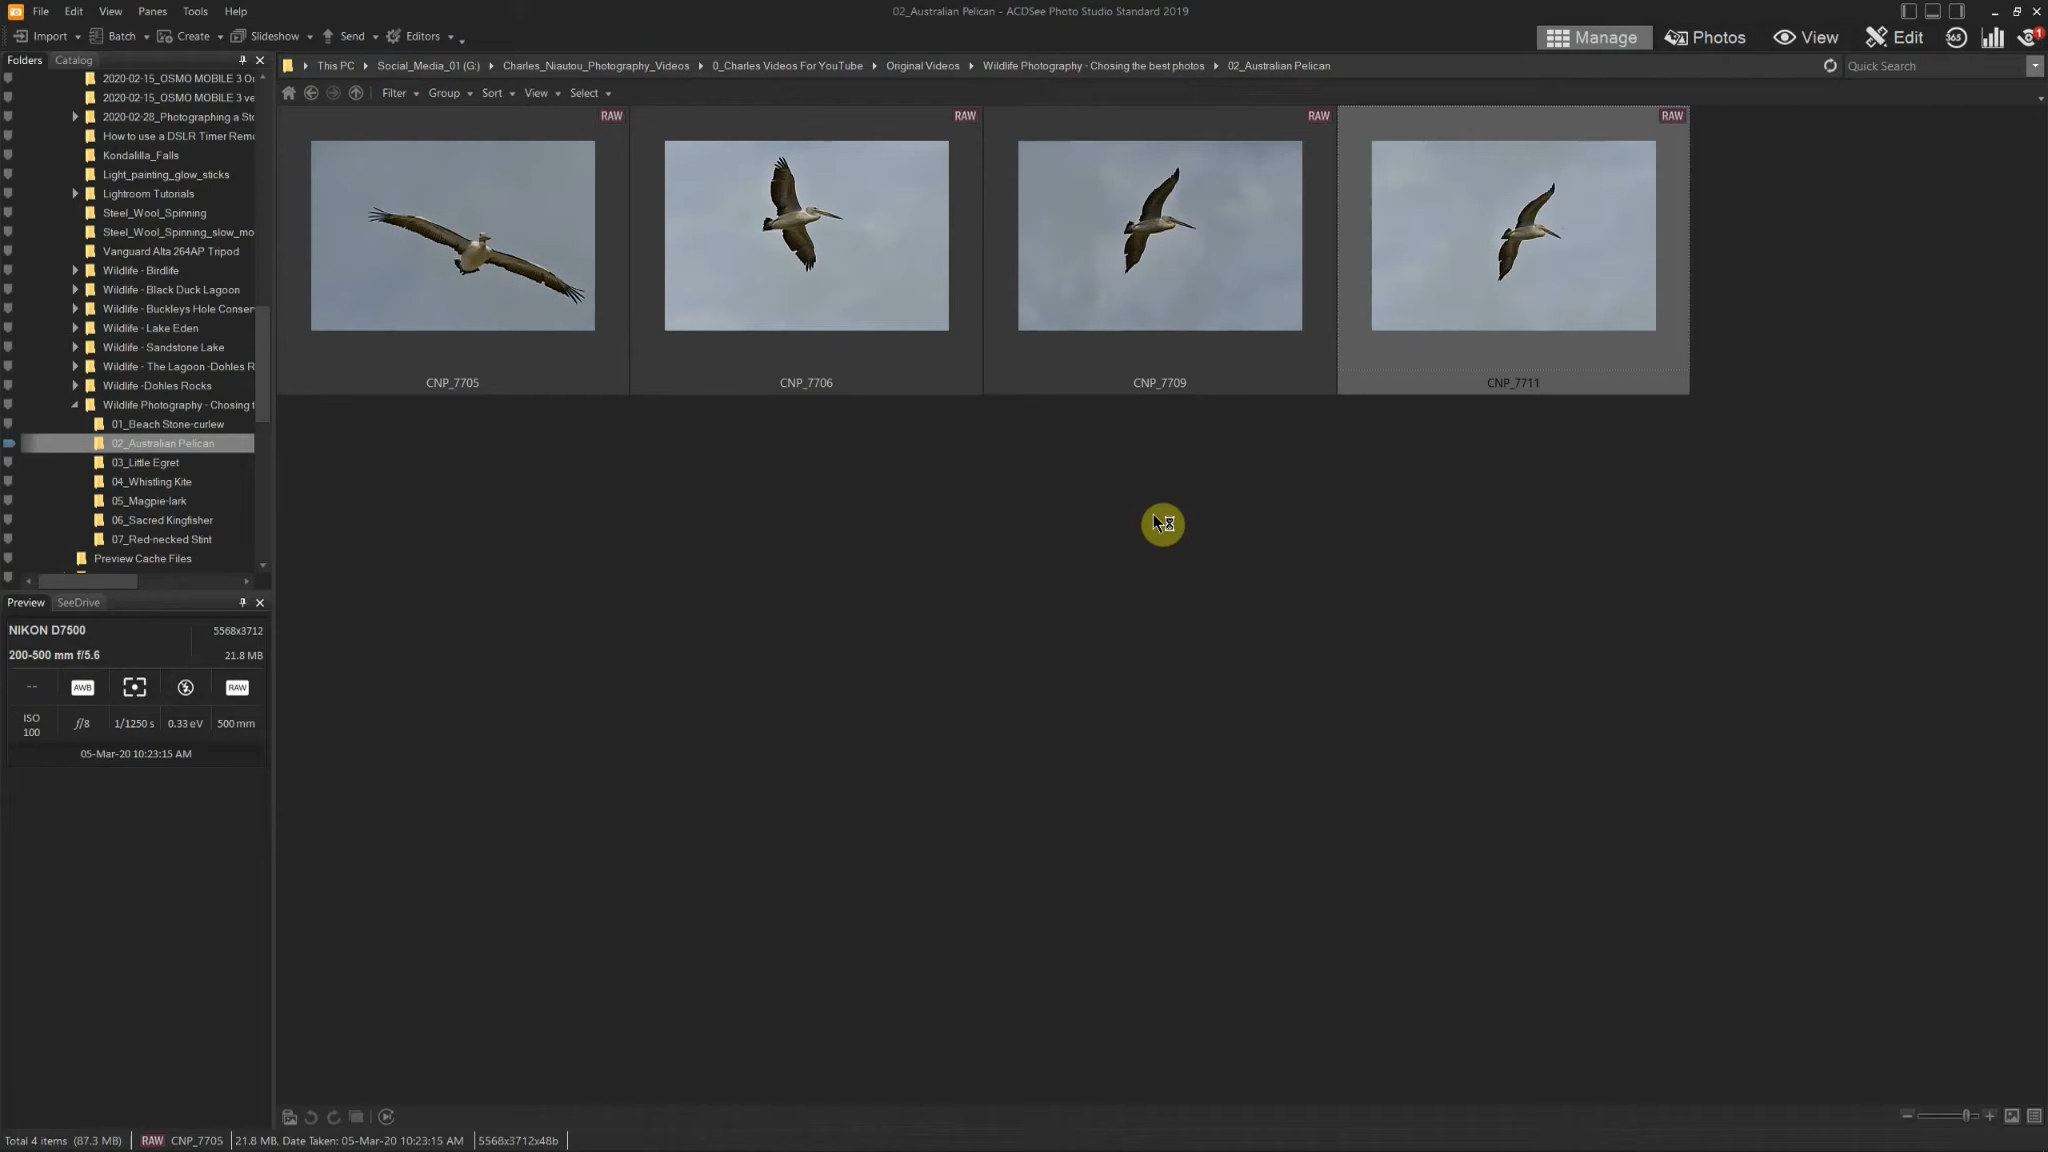 File Edit View Panes Tools Help
02_Australian Pelican - ACDSee Photo Studio Standard 2019
Import Batch Create Slideshow Send Editors
Manage Photos View Edit 365 1
Folders Catalog
This PC Social_Media_01 (G:) Charles_Niautou_Photography_Videos 0_Charles Videos For YouTube Original Videos Wildlife Photography - Chosing the best photos 02_Australian Pelican
Quick Search
Filter Group Sort View Select
2020-02-15_OSMO MOBILE 3 Ou
2020-02-15_OSMO MOBILE 3 ve
2020-02-28_Photographing a Sto
How to use a DSLR Timer Remo
Kondalilla_Falls
Light_painting_glow_sticks
Lightroom Tutorials
Steel_Wool_Spinning
Steel_Wool_Spinning_slow_mo
Vanguard Alta 264AP Tripod
Wildlife - Birdlife
Wildlife - Black Duck Lagoon
Wildlife - Buckleys Hole Conser
Wildlife - Lake Eden
Wildlife - Sandstone Lake
Wildlife - The Lagoon -Dohles R
Wildlife -Dohles Rocks
Wildlife Photography - Chosing t
01_Beach Stone-curlew
02_Australian Pelican
03_Little Egret
04_Whistling Kite
05_Magpie-lark
06_Sacred Kingfisher
07_Red-necked Stint
Preview Cache Files
RAW RAW RAW RAW
CNP_7705 CNP_7706 CNP_7709 CNP_7711
Preview SeeDrive
NIKON D7500 5568x3712
200-500 mm f/5.6 21.8 MB
-- AWB RAW
ISO 100 f/8 1/1250 s 0.33 eV 500 mm
05-Mar-20 10:23:15 AM
Total 4 items (87.3 MB) RAW CNP_7705 21.8 MB, Date Taken: 05-Mar-20 10:23:15 AM 5568x3712x48b